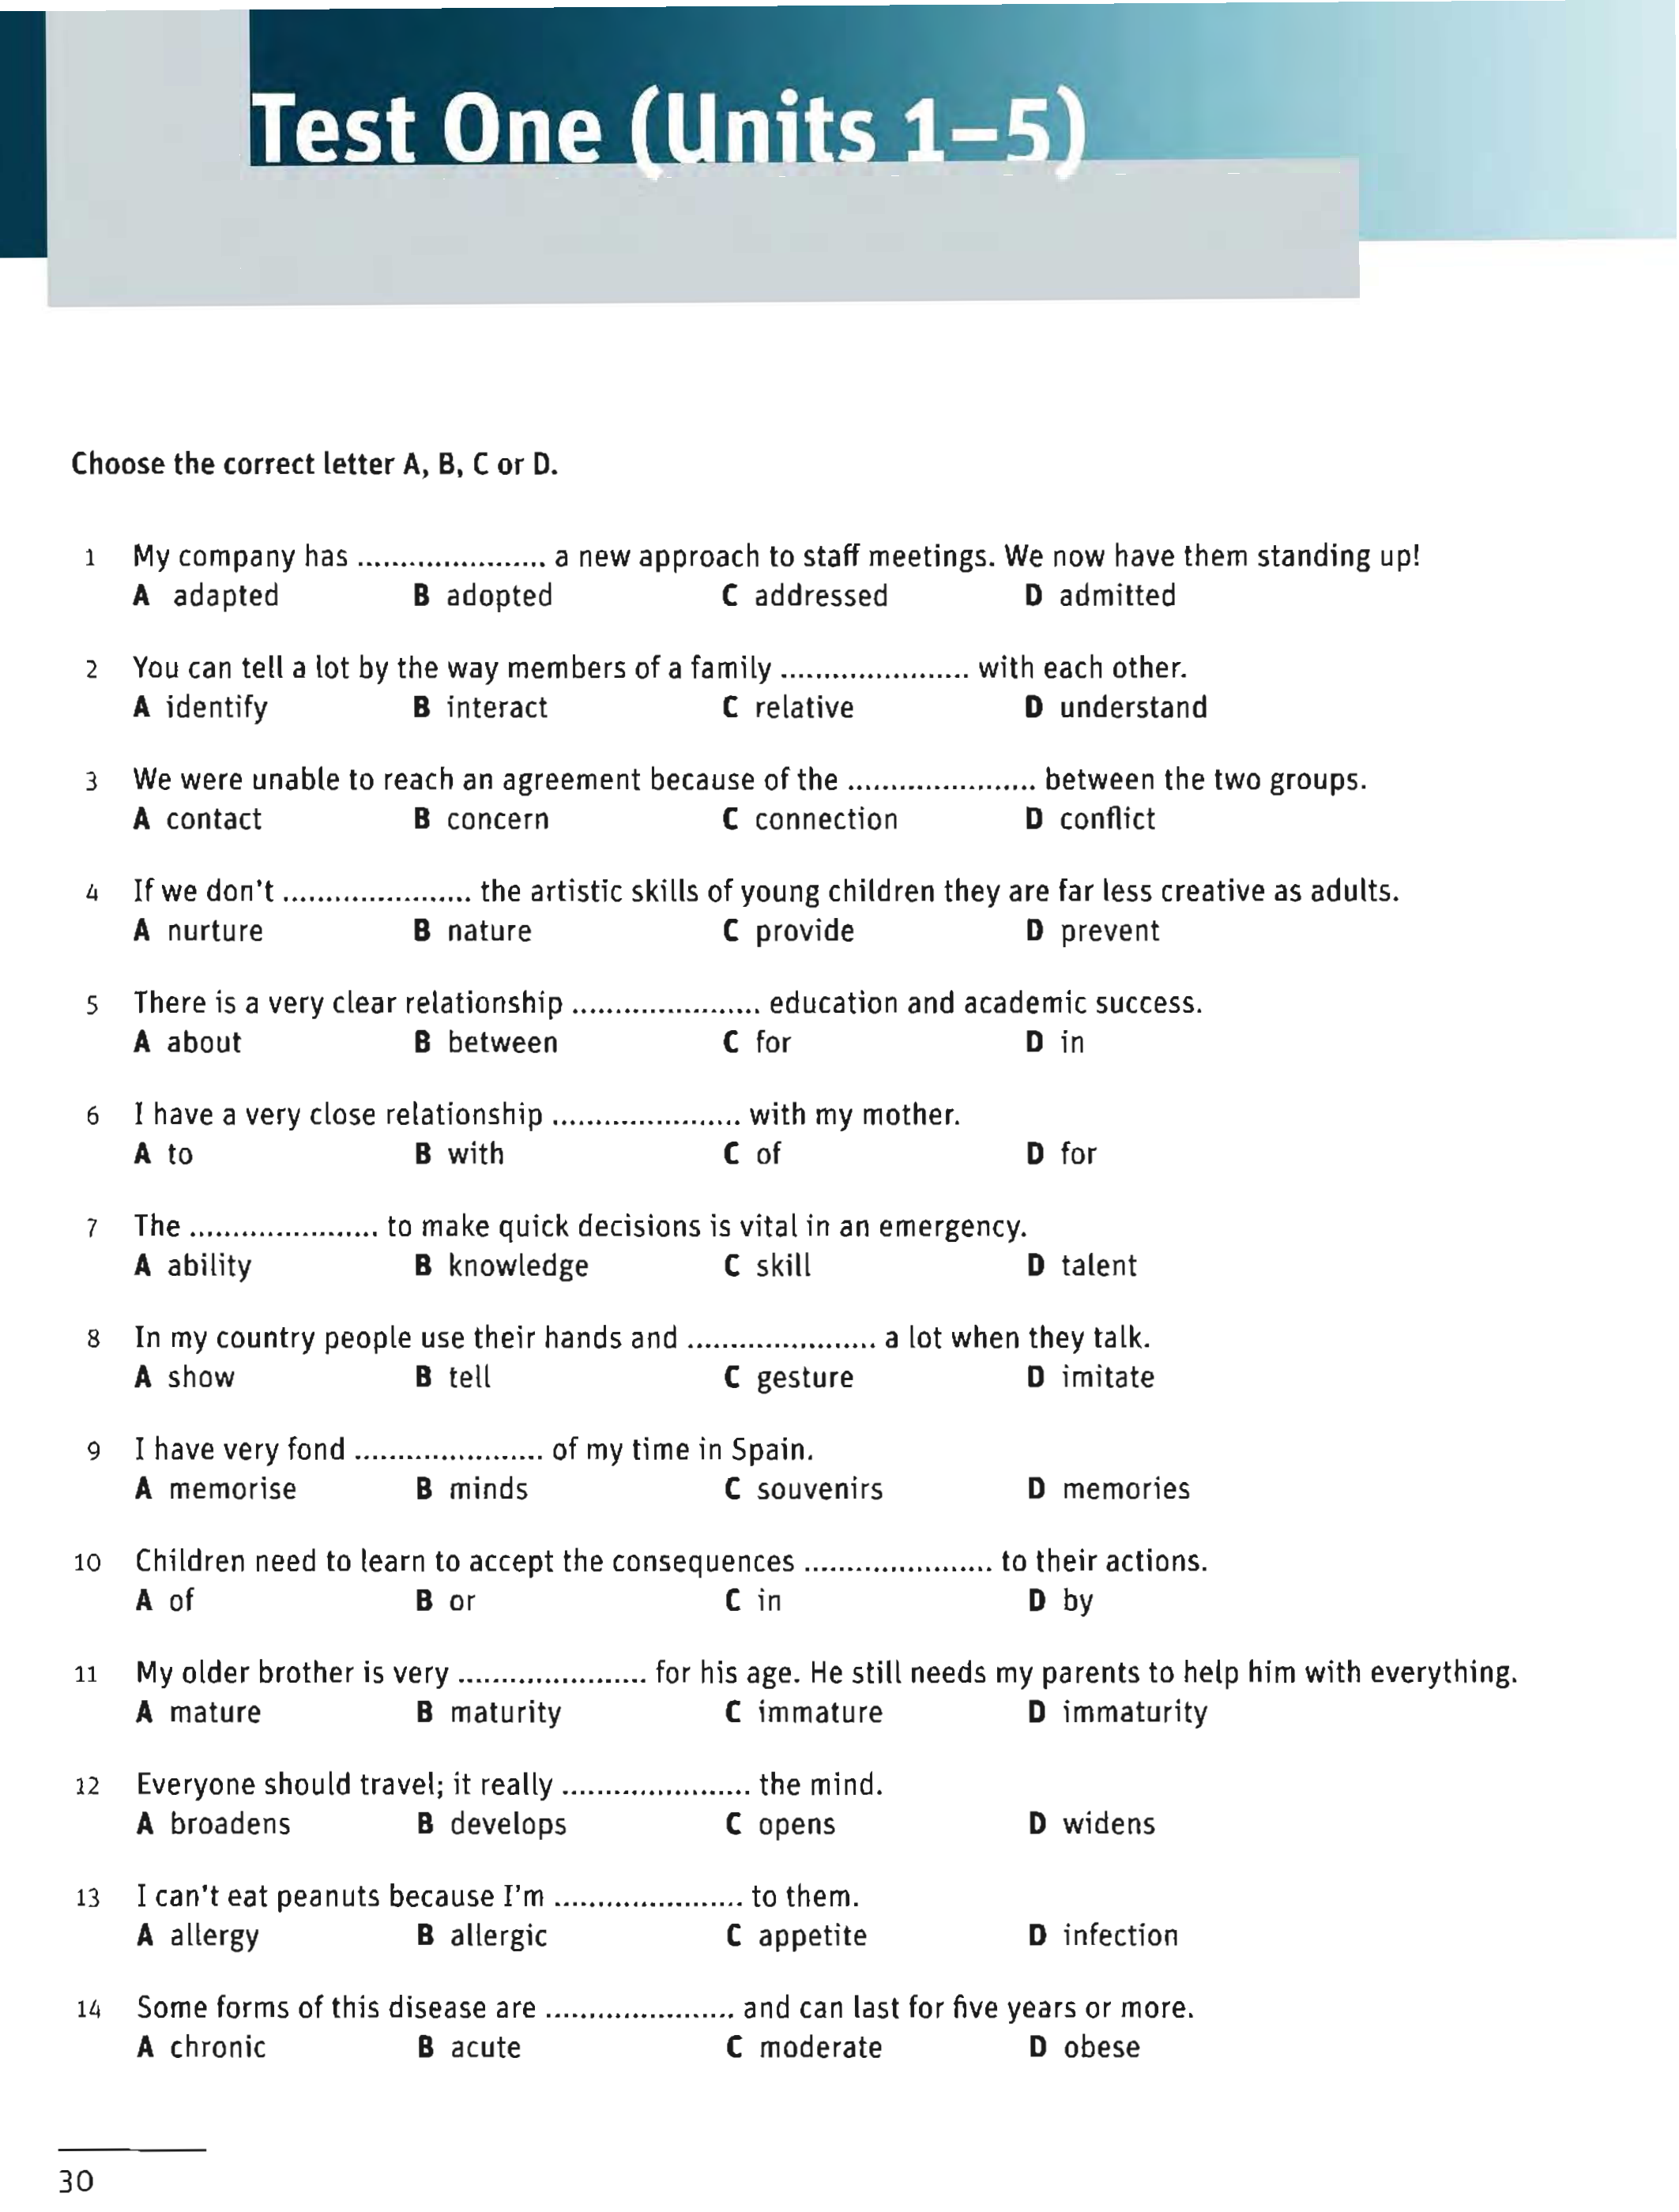 Test One (Units 1–5)
Choose the correct letter A, B, C or D.
1 My company has ...................... a new approach to staff meetings. We now have them standing up!
A adapted B adopted C addressed D admitted
2 You can tell a lot by the way members of a family ...................... with each other.
A identify B interact C relative D understand
3 We were unable to reach an agreement because of the ...................... between the two groups.
A contact B concern C connection D conflict
4 If we don't ...................... the artistic skills of young children they are far less creative as adults.
A nurture B nature C provide D prevent
5 There is a very clear relationship ...................... education and academic success.
A about B between C for D in
6 I have a very close relationship ...................... with my mother.
A to B with C of D for
7 The ...................... to make quick decisions is vital in an emergency.
A ability B knowledge C skill D talent
8 In my country people use their hands and ...................... a lot when they talk.
A show B tell C gesture D imitate
9 I have very fond ...................... of my time in Spain.
A memorise B minds C souvenirs D memories
10 Children need to learn to accept the consequences ...................... to their actions.
A of B or C in D by
11 My older brother is very ...................... for his age. He still needs my parents to help him with everything.
A mature B maturity C immature D immaturity
12 Everyone should travel; it really ...................... the mind.
A broadens B develops C opens D widens
13 I can't eat peanuts because I'm ...................... to them.
A allergy B allergic C appetite D infection
14 Some forms of this disease are ...................... and can last for five years or more.
A chronic B acute C moderate D obese
30